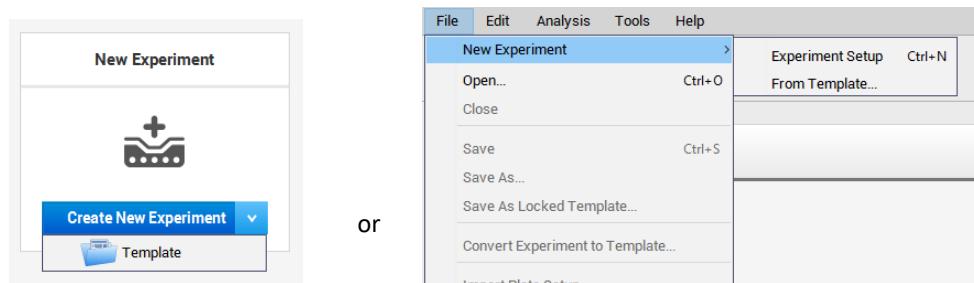 New Experiment
Create New Experiment
Template
or
File Edit Analysis Tools Help
New Experiment
Experiment Setup Ctrl+N
From Template...
Open... Ctrl+O
Close
Save Ctrl+S
Save As...
Save As Locked Template...
Convert Experiment to Template...